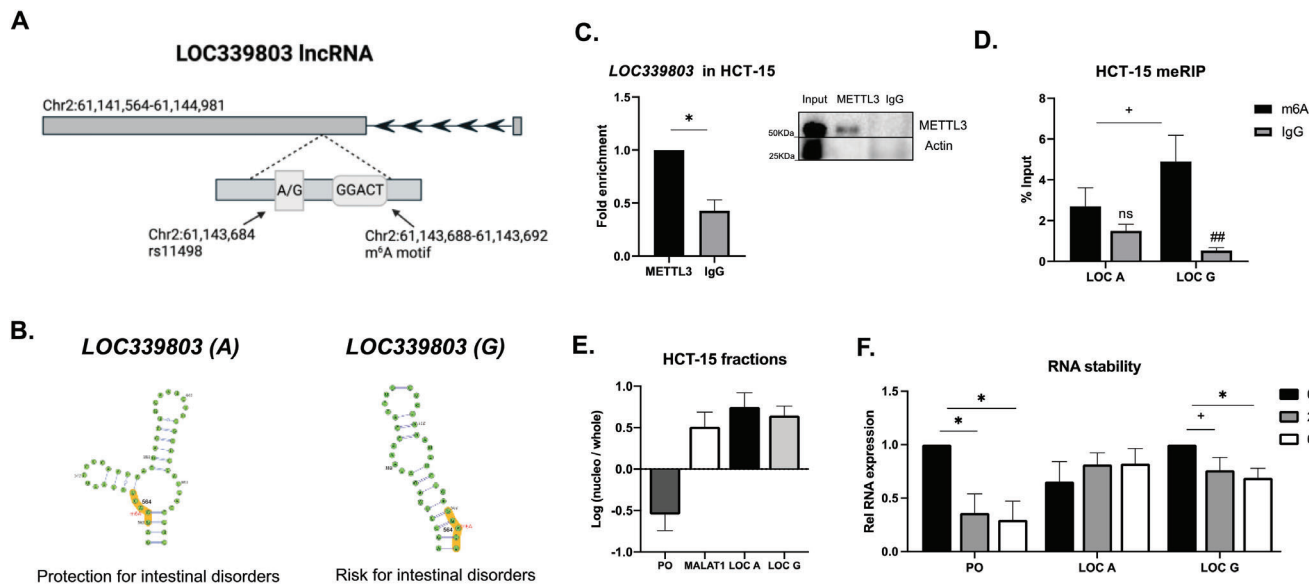 A
LOC339803 lncRNA
Chr2:61,141,564-61,144,981
A/G
GGACT
Chr2:61,143,684
rs11498
Chr2:61,143,688-61,143,692
m⁶A motif
B.
LOC339803 (A)
564
Protection for intestinal disorders
LOC339803 (G)
564
Risk for intestinal disorders
C.
LOC339803 in HCT-15
Fold enrichment
1.5
1.0
0.5
0.0
*
METTL3
IgG
Input METTL3 IgG
50KDa
25KDa
METTL3
Actin
D.
HCT-15 meRIP
% Input
8
6
4
2
0
+
ns
##
LOC A
LOC G
m6A
IgG
E.
HCT-15 fractions
Log (nucleo / whole)
1.0
0.5
0.0
-0.5
-1.0
PO
MALAT1
LOC A
LOC G
F.
RNA stability
Rel RNA expression
1.5
1.0
0.5
0.0
*
*
*
+
PO
LOC A
LOC G